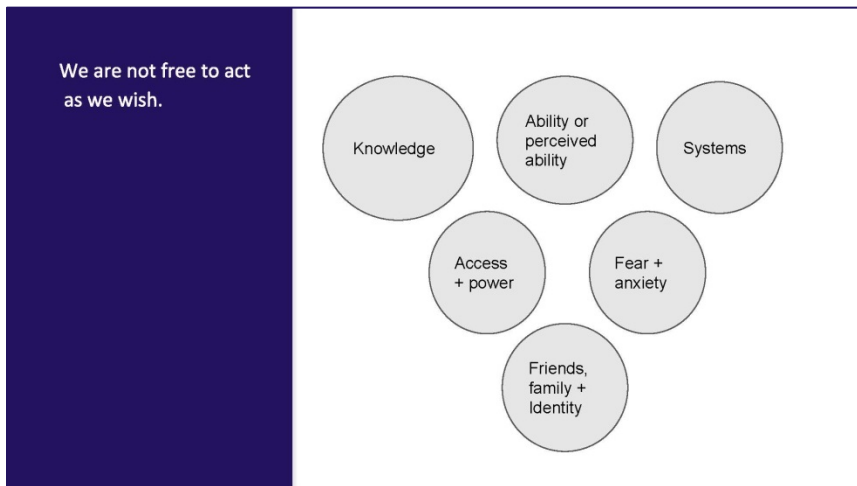 We are not free to act
as we wish.
Knowledge
Ability or
perceived
ability
Systems
Access
+ power
Fear +
anxiety
Friends,
family +
Identity